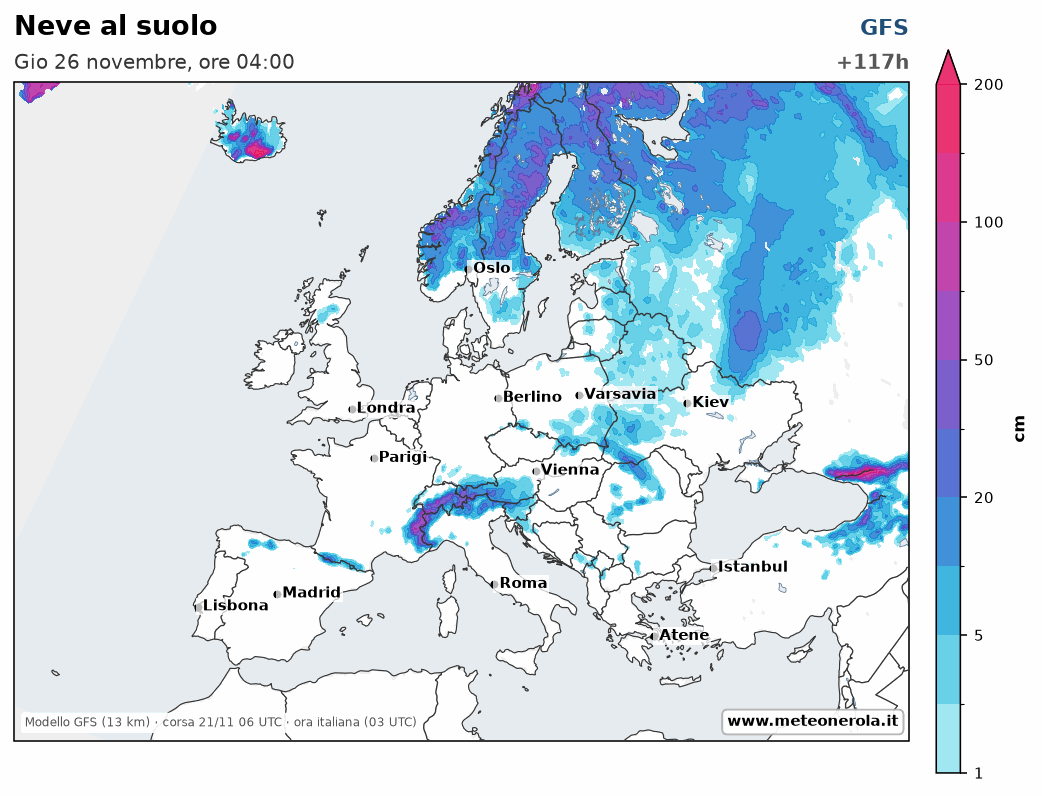 Neve al suolo
GFS
Gio 26 novembre, ore 04:00
+117h
200
100
50
20
5
1
cm
Oslo
Londra
Berlino
Varsavia
Kiev
Parigi
Vienna
Istanbul
Roma
Madrid
Lisbona
Atene
Modello GFS (13 km) · corsa 21/11 06 UTC · ora italiana (03 UTC)
www.meteonerola.it